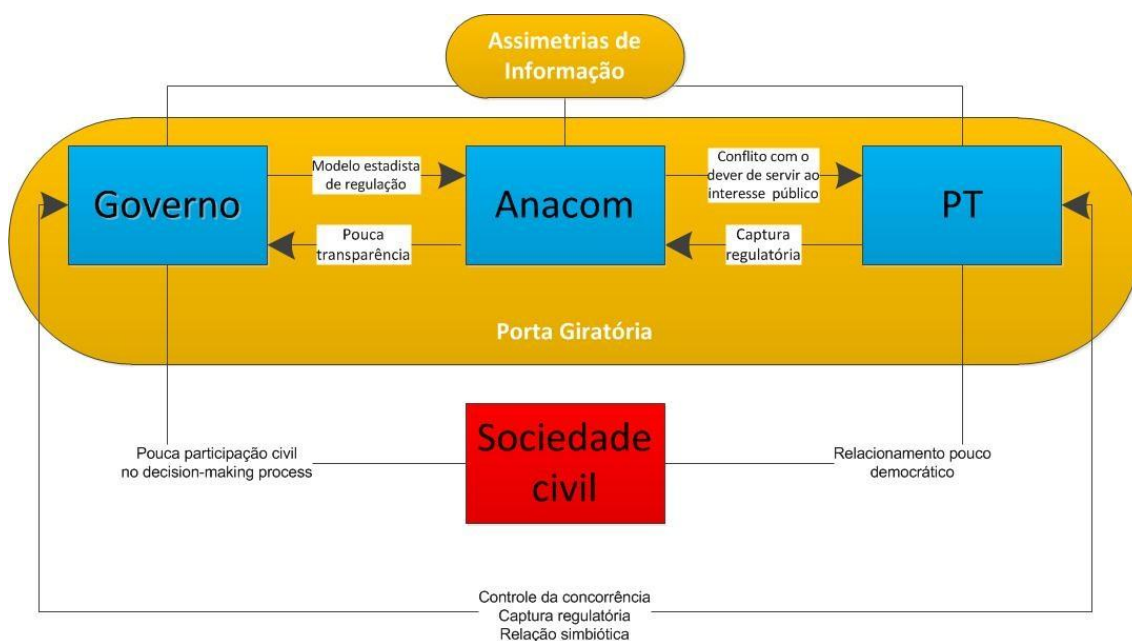 Assimetrias de
Informação
Governo
Modelo estadista
de regulação
Pouca
transparência
Anacom
Conflito com o
dever de servir ao
interesse público
Captura
regulatória
PT
Porta Giratória
Pouca participação civil
no decision-making process
Sociedade
civil
Relacionamento pouco
democrático
Controle da concorrência
Captura regulatória
Relação simbiótica